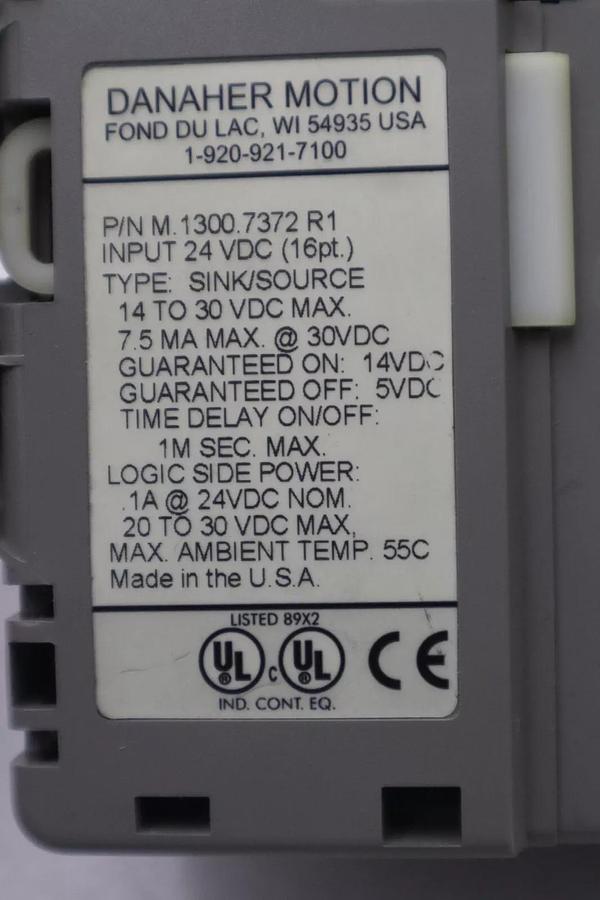 DANAHER MOTION
FOND DU LAC, WI 54935 USA
1-920-921-7100
P/N M.1300.7372 R1
INPUT 24 VDC (16pt.)
TYPE: SINK/SOURCE
14 TO 30 VDC MAX.
7.5 MA MAX. @ 30VDC
GUARANTEED ON: 14VDC
GUARANTEED OFF: 5VDC
TIME DELAY ON/OFF:
1M SEC. MAX.
LOGIC SIDE POWER:
.1A @ 24VDC NOM.
20 TO 30 VDC MAX,
MAX. AMBIENT TEMP. 55C
Made in the U.S.A.
LISTED 89X2
UL ® c UL ® CE
IND. CONT. EQ.